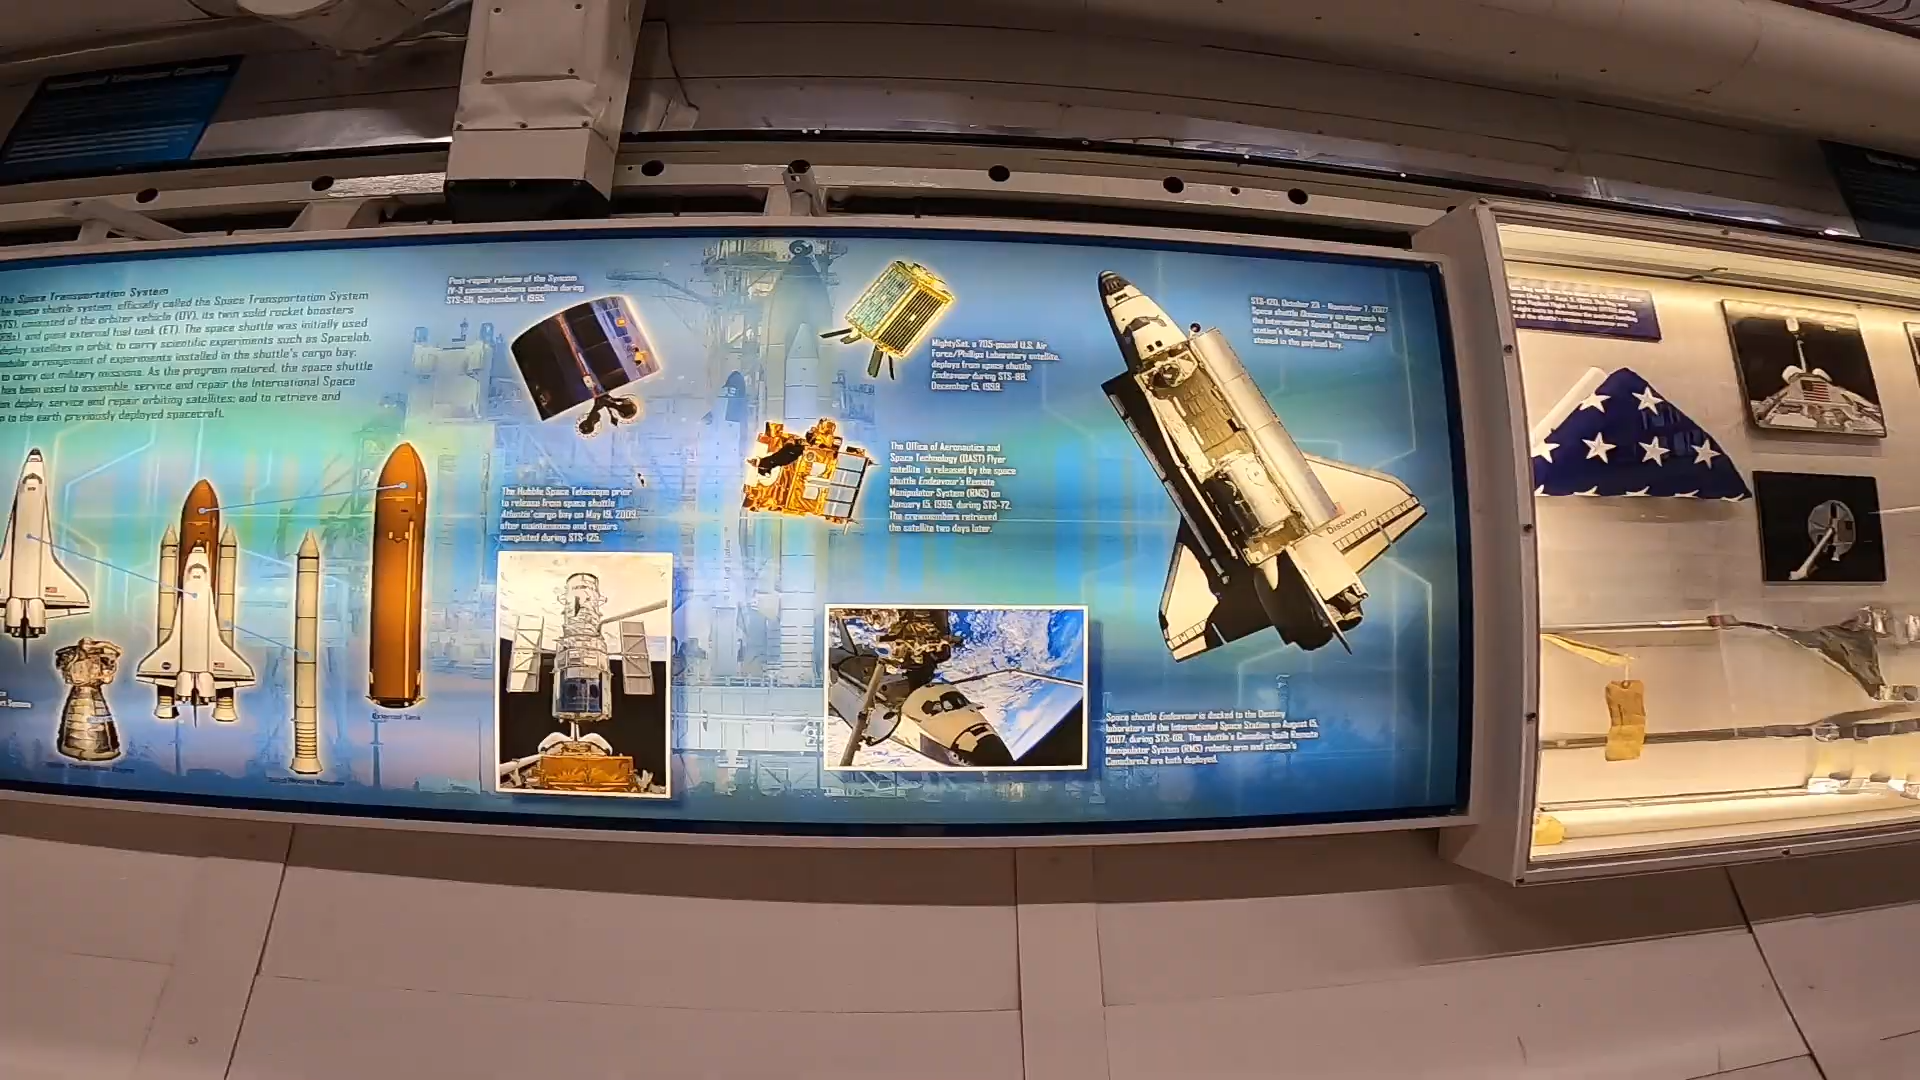 The Space Transportation System
space shuttle system, officially called the Space Transportation System
consisted of the orbiter vehicle (OV), its twin solid rocket boosters
and giant external fuel tank (ET). The space shuttle was initially used
deploy satellites in orbit; to carry scientific experiments such as Spacelab,
modular arrangement of experiments installed in the shuttle's cargo bay;
to carry out military missions. As the program matured, the space shuttle
has been used to assemble, service and repair the International Space
deploy, service and repair orbiting satellites; and to retrieve and
to the earth previously deployed spacecraft.
External Tank
Post-repair release of the Syncom
IV-3 communications satellite during
STS-51I, September 1, 1985.
MightySat, a 705-pound U.S. Air
Force/Phillips Laboratory satellite,
deploys from space shuttle
Endeavour during STS-88,
December 15, 1998.
The Office of Aeronautics and
Space Technology (OAST) Flyer
satellite is released by the space
shuttle Endeavour's Remote
Manipulator System (RMS) on
January 15, 1996, during STS-72.
The crewmembers retrieved
the satellite two days later.
The Hubble Space Telescope prior
to release from space shuttle
Atlantis' cargo bay on May 19, 2009
after maintenance and repairs
completed during STS-125.
STS-120, October 23 - November 7, 2007
Space shuttle Discovery on approach to
the International Space Station with the
station's Node 2 module "Harmony"
stowed in the payload bay.
Discovery
Space shuttle Endeavour is docked to the Destiny
laboratory of the International Space Station on August 15,
2007, during STS-118. The shuttle's Canadian-built Remote
Manipulator System (RMS) robotic arm and station's
Canadarm2 are both deployed.